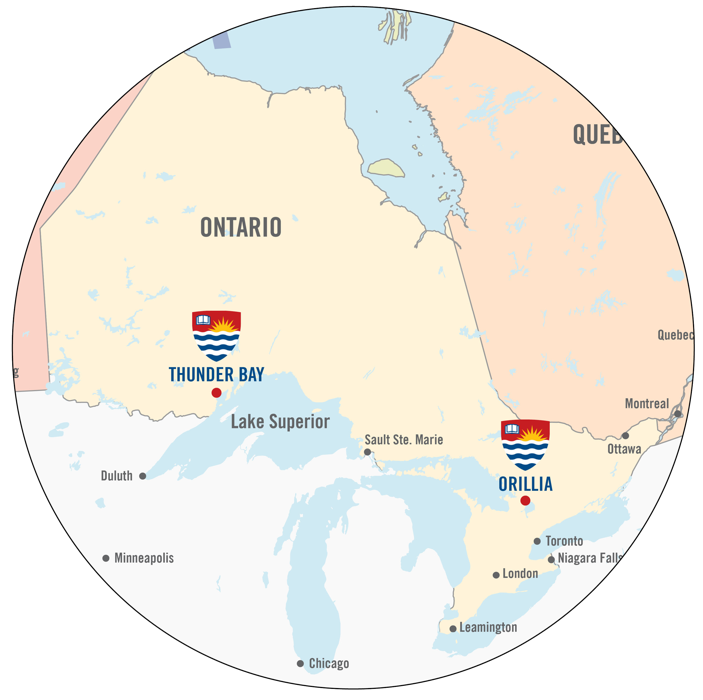 QUEB
ONTARIO
Quebec
g
THUNDER BAY
Montreal
Lake Superior
Sault Ste. Marie
Ottawa
Duluth
ORILLIA
Toronto
Minneapolis
Niagara Falls
London
Leamington
Chicago